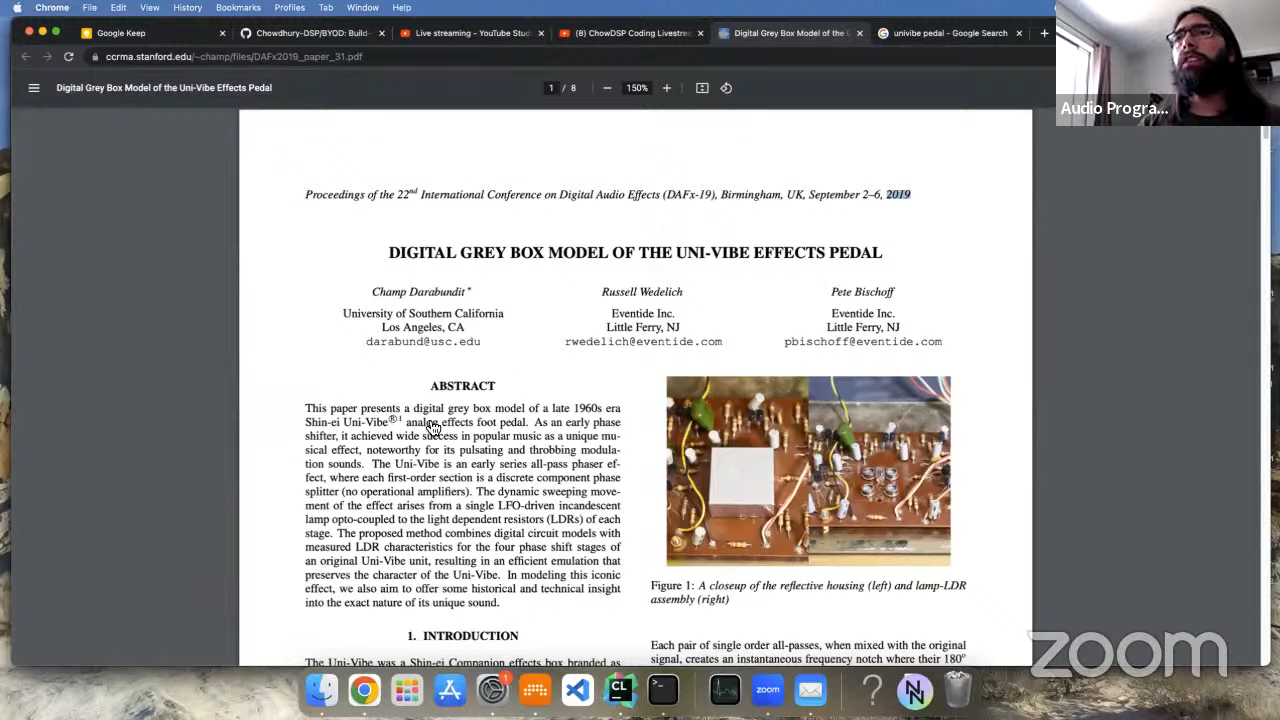 Chrome File Edit View History Bookmarks Profiles Tab Window Help
Google Keep
Chowdhury-DSP/BYOD: Build-
Live streaming - YouTube Stud
(8) ChowDSP Coding Livestrea
Digital Grey Box Model of the U
univibe pedal - Google Search
ccrma.stanford.edu/~champ/files/DAFx2019_paper_31.pdf
Digital Grey Box Model of the Uni-Vibe Effects Pedal
1 / 8
150%
Audio Progra...
Proceedings of the 22nd International Conference on Digital Audio Effects (DAFx-19), Birmingham, UK, September 2–6, 2019
DIGITAL GREY BOX MODEL OF THE UNI-VIBE EFFECTS PEDAL
Champ Darabundit *
University of Southern California
Los Angeles, CA
darabund@usc.edu
Russell Wedelich
Eventide Inc.
Little Ferry, NJ
rwedelich@eventide.com
Pete Bischoff
Eventide Inc.
Little Ferry, NJ
pbischoff@eventide.com
ABSTRACT
This paper presents a digital grey box model of a late 1960s era
Shin-ei Uni-Vibe®1 analog effects foot pedal. As an early phase
shifter, it achieved wide success in popular music as a unique mu-
sical effect, noteworthy for its pulsating and throbbing modula-
tion sounds. The Uni-Vibe is an early series all-pass phaser ef-
fect, where each first-order section is a discrete component phase
splitter (no operational amplifiers). The dynamic sweeping move-
ment of the effect arises from a single LFO-driven incandescent
lamp opto-coupled to the light dependent resistors (LDRs) of each
stage. The proposed method combines digital circuit models with
measured LDR characteristics for the four phase shift stages of
an original Uni-Vibe unit, resulting in an efficient emulation that
preserves the character of the Uni-Vibe. In modeling this iconic
effect, we also aim to offer some historical and technical insight
into the exact nature of its unique sound.
1. INTRODUCTION
The Uni-Vibe was a Shin-ei Companion effects box branded as
Figure 1: A closeup of the reflective housing (left) and lamp-LDR
assembly (right)
Each pair of single order all-passes, when mixed with the original
signal, creates an instantaneous frequency notch where their 180°
zoom
1
CL
zoom
N